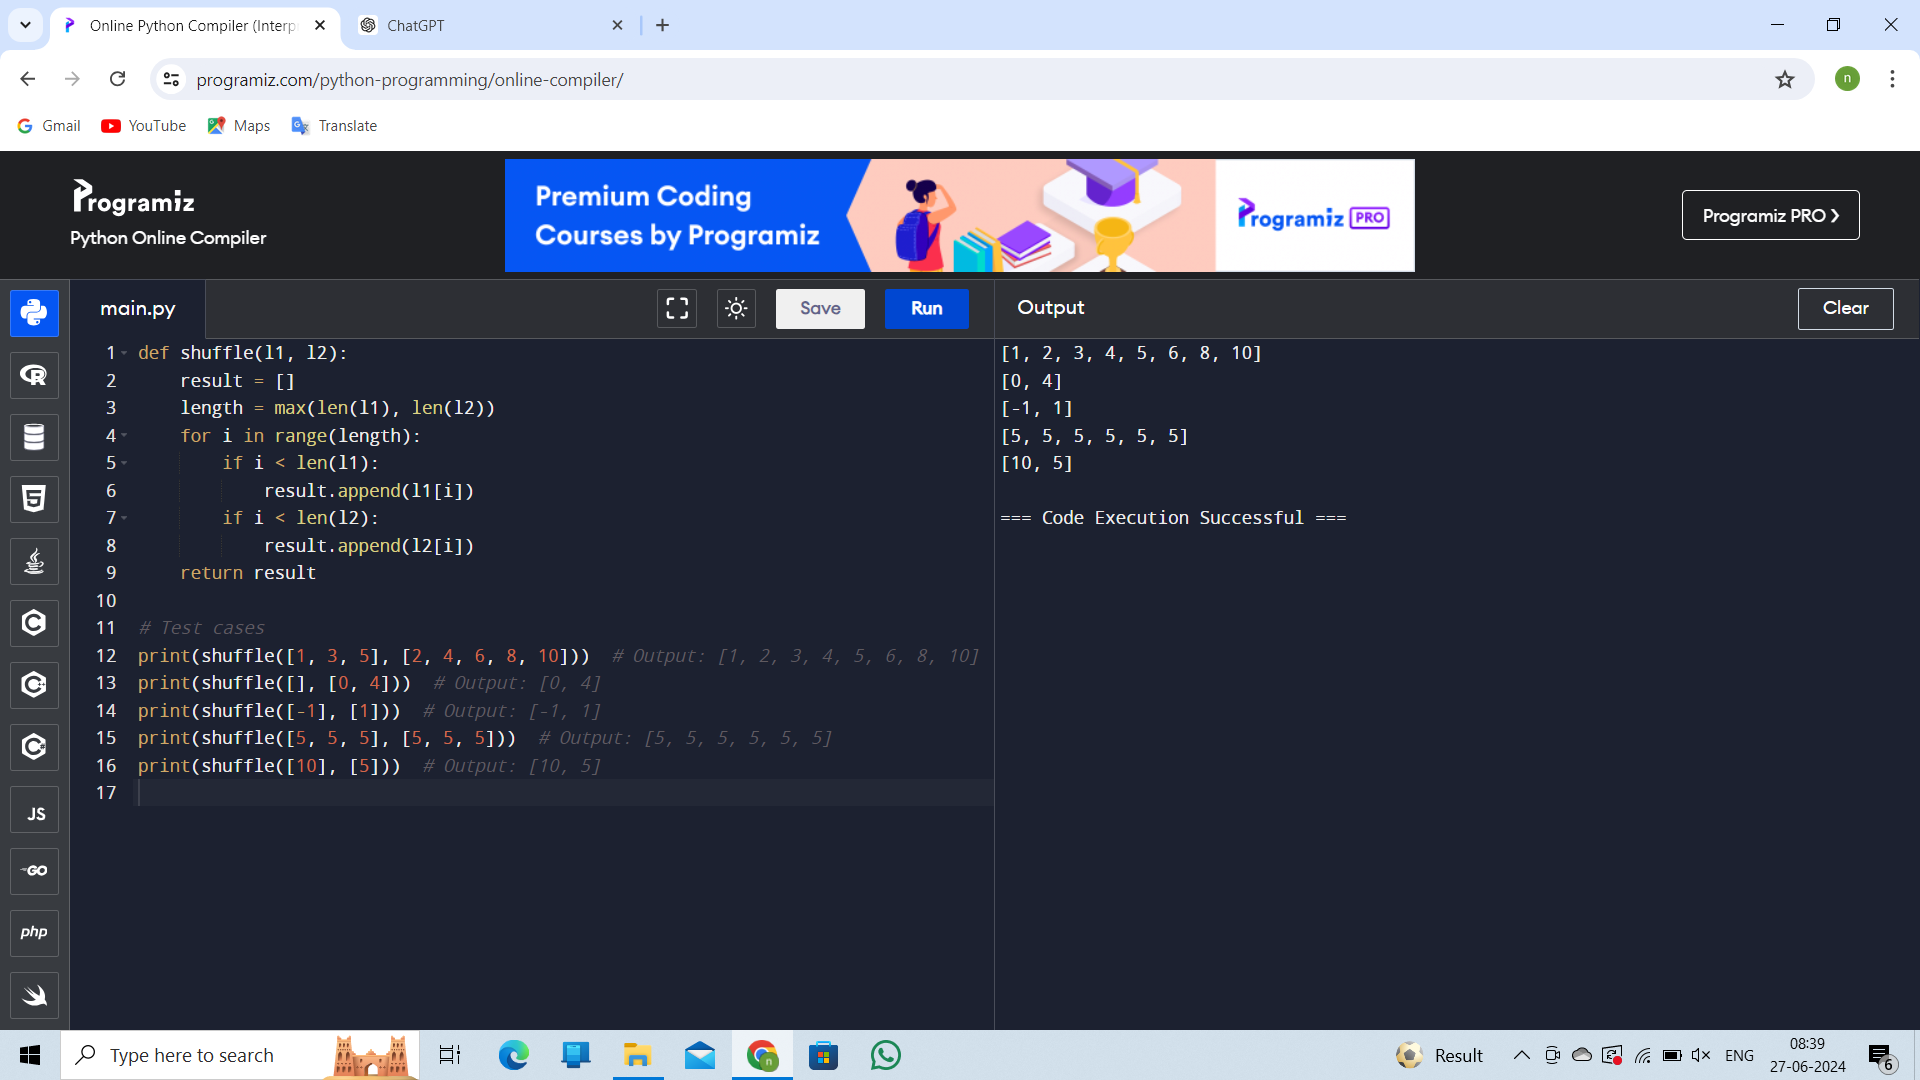 Online Python Compiler (Interp
ChatGPT
programiz.com/python-programming/online-compiler/
Gmail YouTube Maps Translate
Programiz
Python Online Compiler
Premium Coding
Courses by Programiz
Programiz PRO
Programiz PRO ❯
main.py
Save
Run
Output
Clear
1 def shuffle(l1, l2):
2     result = []
3     length = max(len(l1), len(l2))
4     for i in range(length):
5         if i < len(l1):
6             result.append(l1[i])
7         if i < len(l2):
8             result.append(l2[i])
9     return result
10
11 # Test cases
12 print(shuffle([1, 3, 5], [2, 4, 6, 8, 10]))  # Output: [1, 2, 3, 4, 5, 6, 8, 10]
13 print(shuffle([], [0, 4]))  # Output: [0, 4]
14 print(shuffle([-1], [1]))  # Output: [-1, 1]
15 print(shuffle([5, 5, 5], [5, 5, 5]))  # Output: [5, 5, 5, 5, 5, 5]
16 print(shuffle([10], [5]))  # Output: [10, 5]
17
[1, 2, 3, 4, 5, 6, 8, 10]
[0, 4]
[-1, 1]
[5, 5, 5, 5, 5, 5]
[10, 5]
=== Code Execution Successful ===
R
5
C
C
C
JS
GO
php
Type here to search
n
n
Result
ENG
08:39
27-06-2024
6